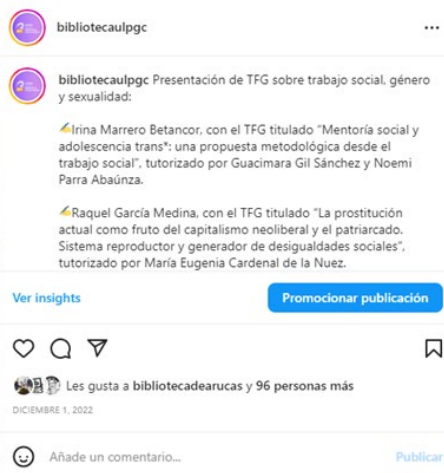 bibliotecaulpgc
bibliotecaulpgc Presentación de TFG sobre trabajo social, género
y sexualidad:
✍Irina Marrero Betancor, con el TFG titulado “Mentoría social y
adolescencia trans*: una propuesta metodológica desde el
trabajo social”, tutorizado por Guacimara Gil Sánchez y Noemi
Parra Abaúnza.
✍Raquel García Medina, con el TFG titulado “La prostitución
actual como fruto del capitalismo neoliberal y el patriarcado.
Sistema reproductor y generador de desigualdades sociales”,
tutorizado por María Eugenia Cardenal de la Nuez.
Ver insights
Promocionar publicación
Les gusta a bibliotecadearucas y 96 personas más
DICIEMBRE 1, 2022
Añade un comentario...
Publicar